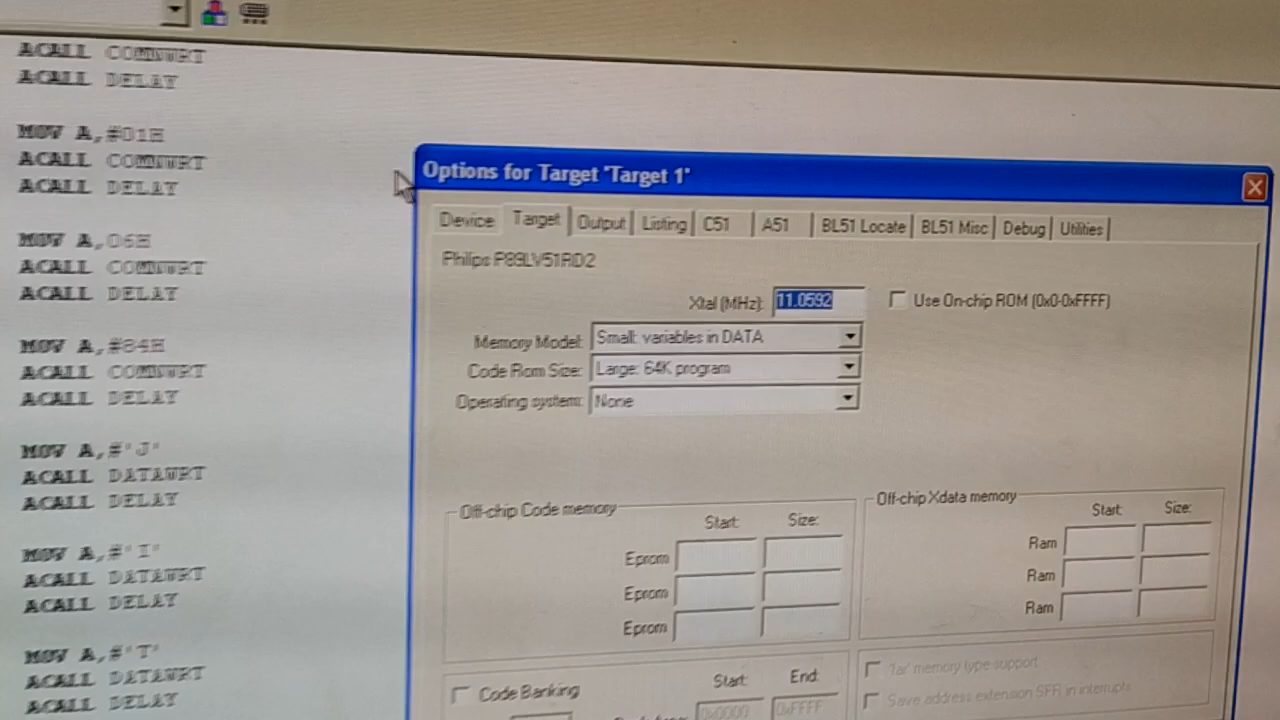 ACALL COMNWRT
ACALL DELAY
MOV A,#01H
ACALL COMNWRT
ACALL DELAY
MOV A,06H
ACALL COMNWRT
ACALL DELAY
MOV A,#84H
ACALL COMNWRT
ACALL DELAY
MOV A,#'J'
ACALL DATAWRT
ACALL DELAY
MOV A,#'I'
ACALL DATAWRT
ACALL DELAY
MOV A,#'T'
ACALL DATAWRT
ACALL DELAY
Options for Target 'Target 1'
Device Target Output Listing C51 A51 BL51 Locate BL51 Misc Debug Utilities
Philips P89LV51RD2
Xtal (MHz): 11.0592 Use On-chip ROM (0x0-0xFFFF)
Memory Model: Small: variables in DATA
Code Rom Size: Large: 64K program
Operating system: None
Off-chip Code memory
Start: Size:
Eprom
Eprom
Eprom
Off-chip Xdata memory
Start: Size:
Ram
Ram
Ram
Code Banking Start: End:
0x0000 0xFFFF
'far' memory type support
Save address extension SFR in interrupts